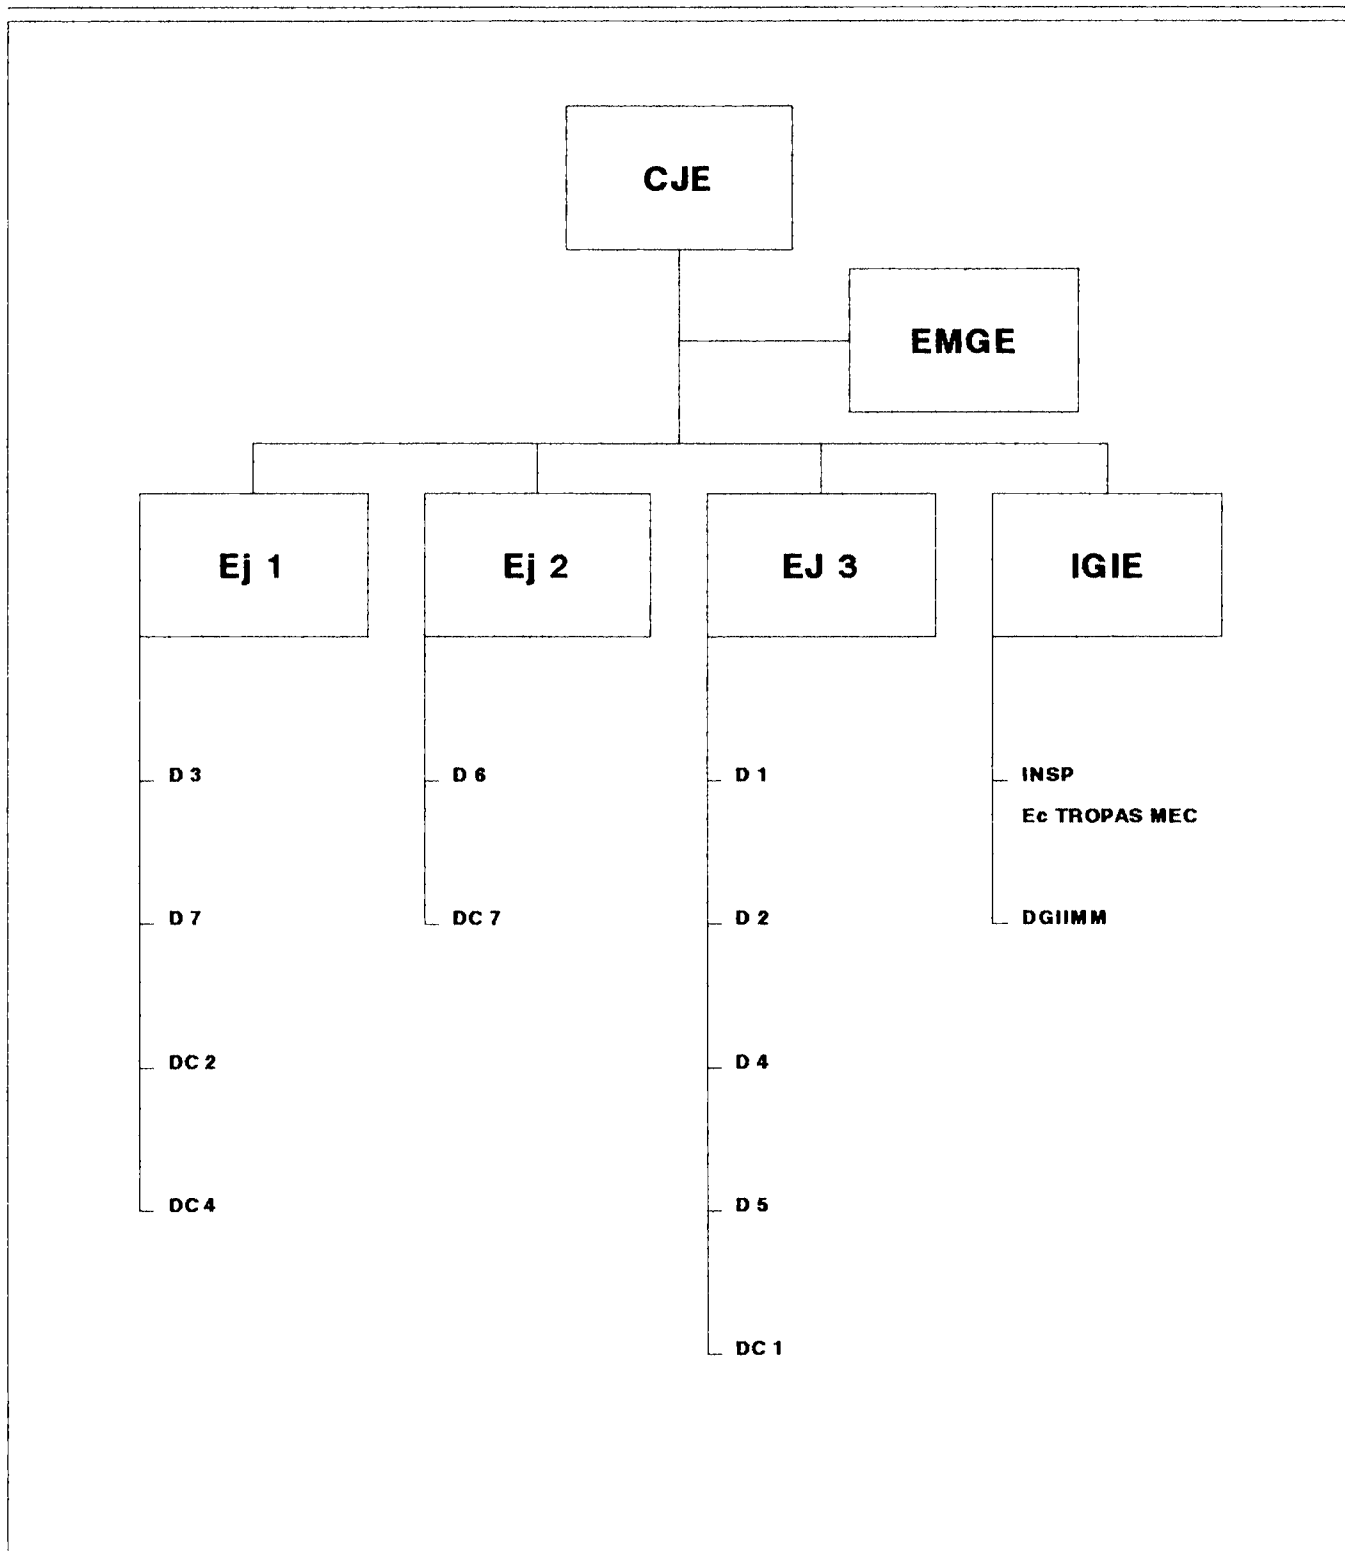 CJE
EMGE
Ej 1
Ej 2
EJ 3
IGIE
D 3
D 7
DC 2
DC 4
D 6
DC 7
D 1
D 2
D 4
D 5
DC 1
INSP
Ec TROPAS MEC
DGIIMM